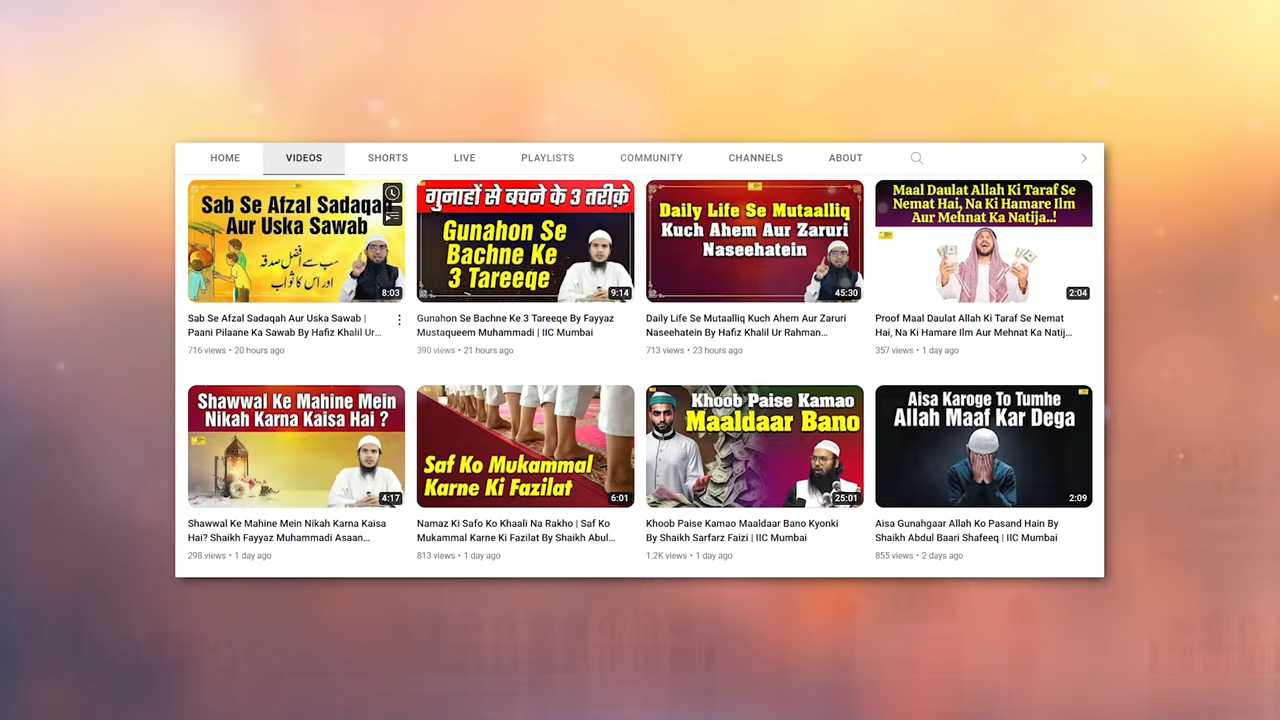 HOME VIDEOS SHORTS LIVE PLAYLISTS COMMUNITY CHANNELS ABOUT
Sab Se Afzal Sadaqah
Aur Uska Sawab
سب سے افضل صدقہ
اور اس کا ثواب
8:03
Sab Se Afzal Sadaqah Aur Uska Sawab |
Paani Pilaane Ka Sawab By Hafiz Khalil Ur...
716 views • 20 hours ago
गुनाहों से बचने के 3 तरीक़े
Gunahon Se
Bachne Ke
3 Tareeqe
9:14
Gunahon Se Bachne Ke 3 Tareeqe By Fayyaz
Mustaqueem Muhammadi | IIC Mumbai
390 views • 21 hours ago
Daily Life Se Mutaalliq
Kuch Ahem Aur Zaruri
Naseehatein
45:30
Daily Life Se Mutaalliq Kuch Ahem Aur Zaruri
Naseehatein By Hafiz Khalil Ur Rahman...
713 views • 23 hours ago
Maal Daulat Allah Ki Taraf Se
Nemat Hai, Na Ki Hamare Ilm
Aur Mehnat Ka Natija..!
2:04
Proof Maal Daulat Allah Ki Taraf Se Nemat
Hai, Na Ki Hamare Ilm Aur Mehnat Ka Natij...
357 views • 1 day ago
Shawwal Ke Mahine Mein
Nikah Karna Kaisa Hai ?
4:17
Shawwal Ke Mahine Mein Nikah Karna Kaisa
Hai? Shaikh Fayyaz Muhammadi Asaan...
298 views • 1 day ago
Saf Ko Mukammal
Karne Ki Fazilat
6:01
Namaz Ki Safo Ko Khaali Na Rakho | Saf Ko
Mukammal Karne Ki Fazilat By Shaikh Abul...
813 views • 1 day ago
Khoob Paise Kamao
Maaldaar Bano
25:01
Khoob Paise Kamao Maaldaar Bano Kyonki
By Shaikh Sarfarz Faizi | IIC Mumbai
1.2K views • 1 day ago
Aisa Karoge To Tumhe
Allah Maaf Kar Dega
2:09
Aisa Gunahgaar Allah Ko Pasand Hain By
Shaikh Abdul Baari Shafeeq | IIC Mumbai
855 views • 2 days ago